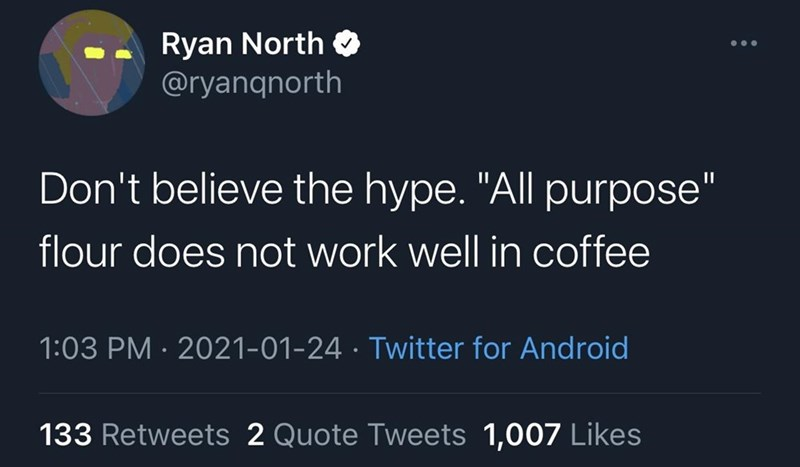 Ryan North
@ryanqnorth
Don't believe the hype. "All purpose"
flour does not work well in coffee
1:03 PM · 2021-01-24 · Twitter for Android
133 Retweets 2 Quote Tweets 1,007 Likes